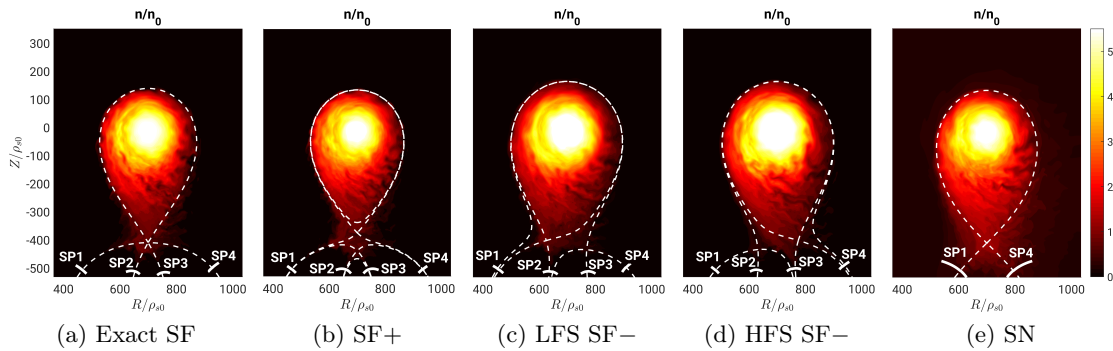 n/n0 n/n0 n/n0 n/n0 n/n0
300
200
100
0
-100
-200
-300
-400
-500
Z/ρs0
SP1 SP2 SP3 SP4
SP1 SP2 SP3 SP4
SP1 SP2 SP3 SP4
SP1 SP2 SP3 SP4
SP1 SP4
5
4
3
2
1
0
400 600 800 1000 400 600 800 1000 400 600 800 1000 400 600 800 1000 400 600 800 1000
R/ρs0 R/ρs0 R/ρs0 R/ρs0 R/ρs0
(a) Exact SF (b) SF+ (c) LFS SF− (d) HFS SF− (e) SN